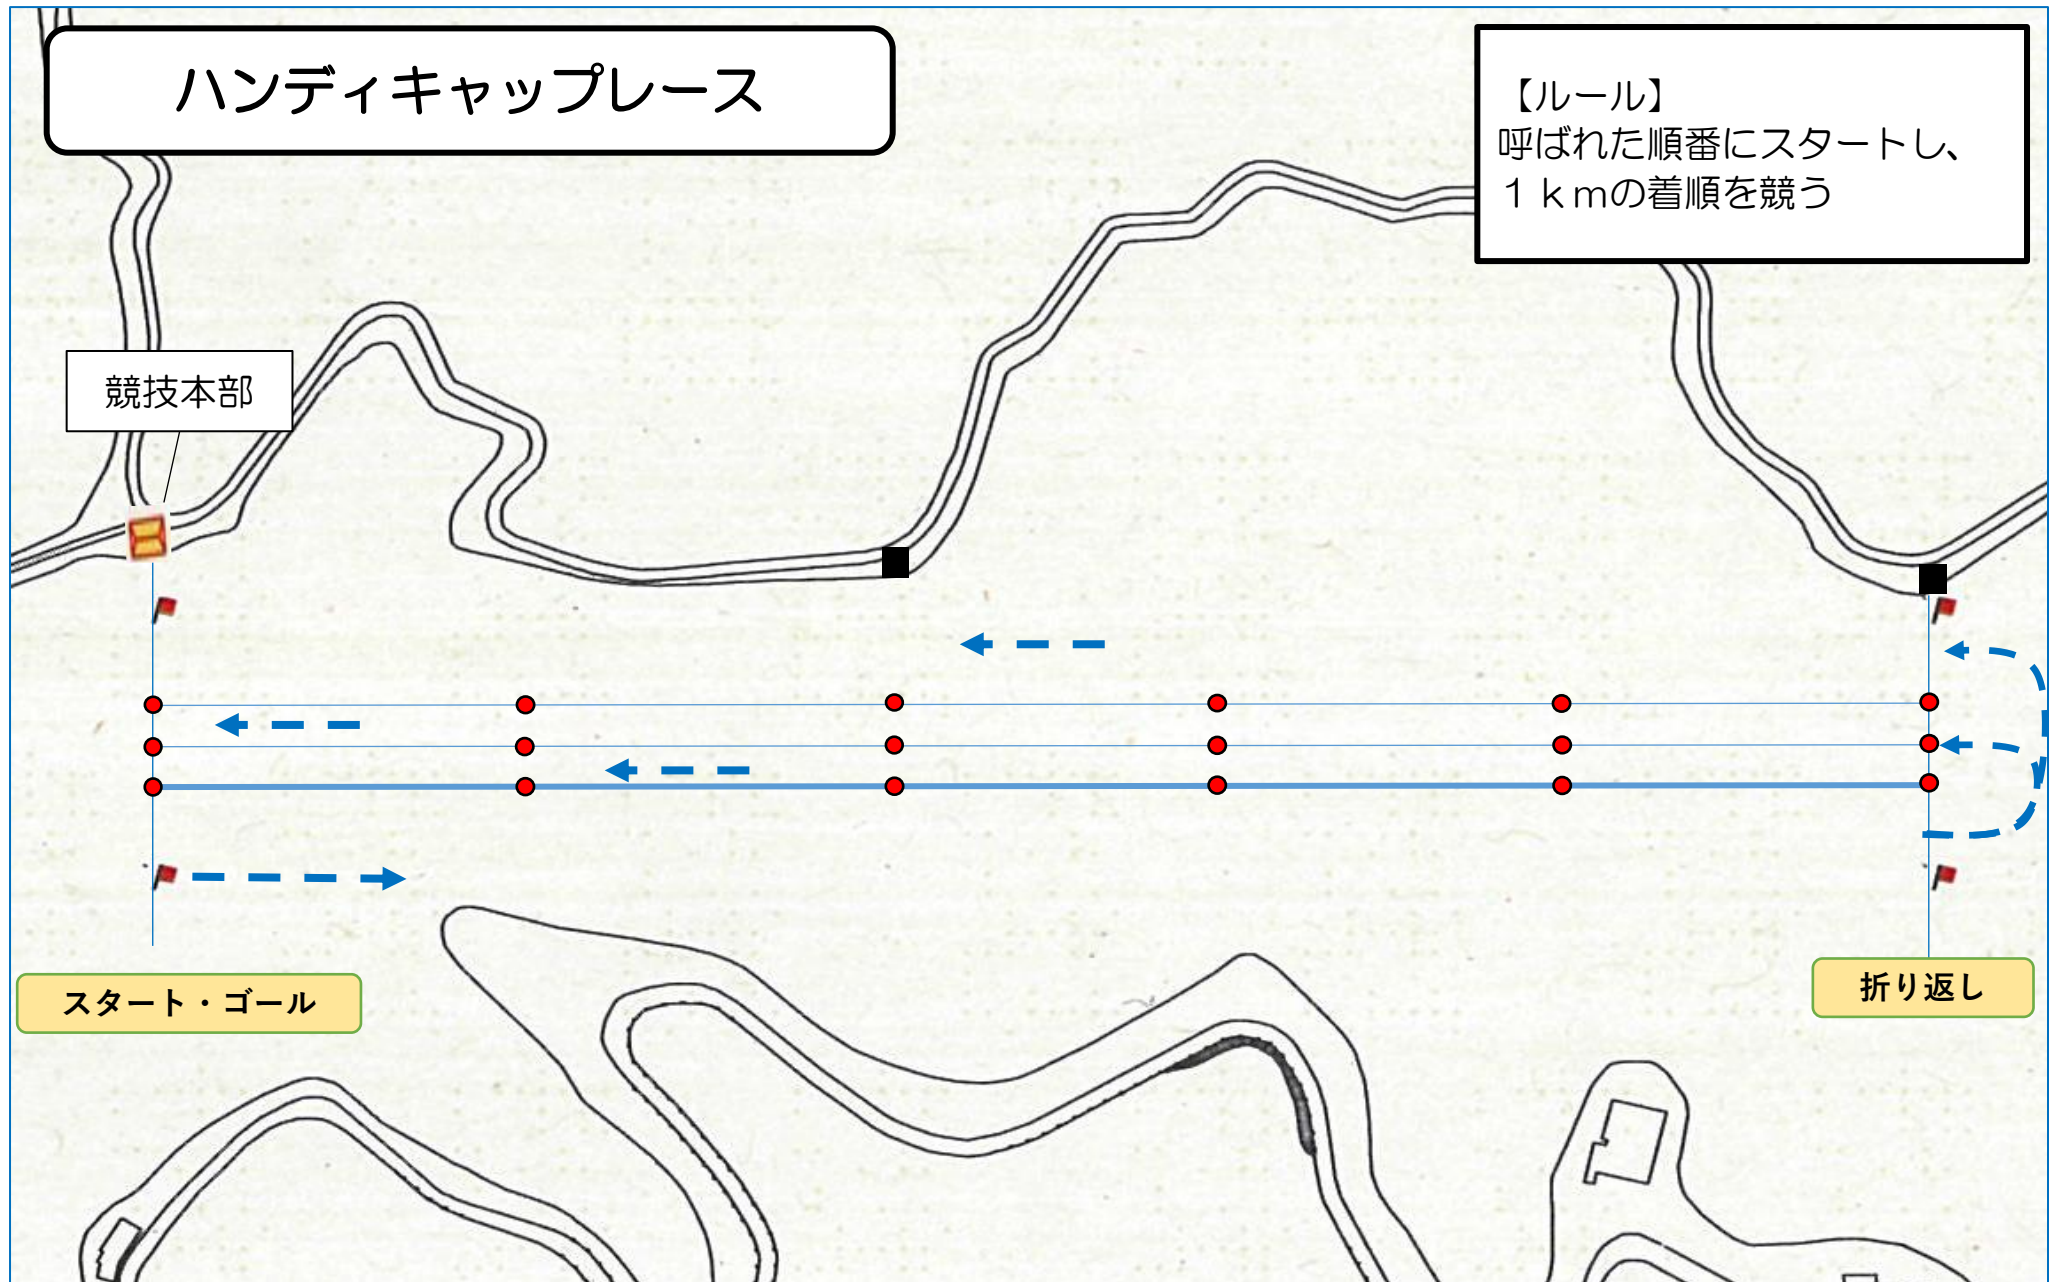 ハンディキャップレース
【ルール】
呼ばれた順番にスタートし、
１ｋｍの着順を競う
競技本部
スタート・ゴール
折り返し